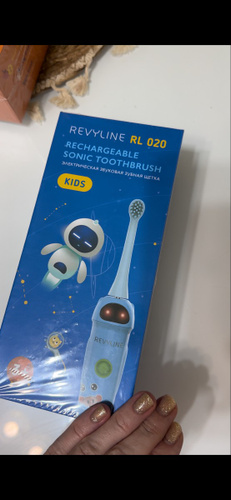 REVYLINE RL 020
RECHARGEABLE
SONIC TOOTHBRUSH
ЭЛЕКТРИЧЕСКАЯ ЗВУКОВАЯ ЗУБНАЯ ЩЕТКА
KIDS
REVYLINE